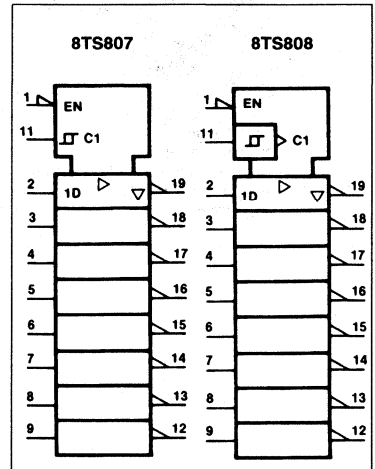 8TS807 8TS808
1 EN 1 EN
11 C1 11 C1
2 1D 19 2 1D 19
3 18 3 18
4 17 4 17
5 16 5 16
6 15 6 15
7 14 7 14
8 13 8 13
9 12 9 12